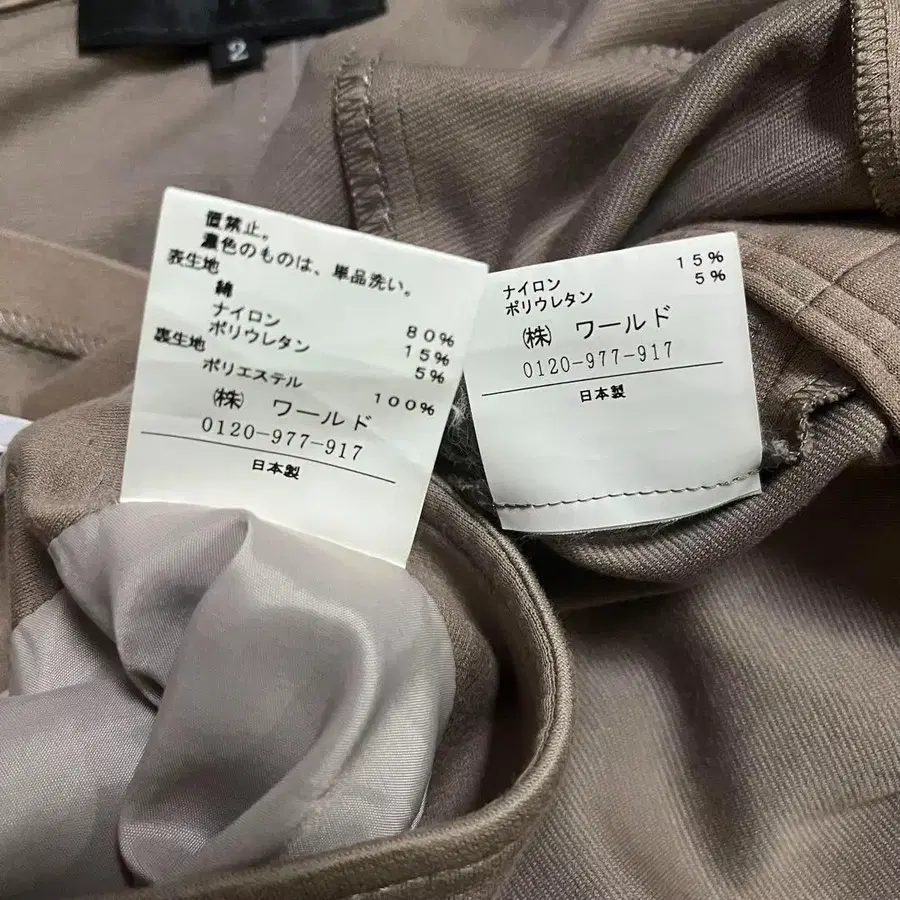 2
置禁止。
濃色のものは、単品洗い。
表生地
綿 80%
ナイロン 15%
ポリウレタン 5%
裏生地
ポリエステル 100%
㈱ ワールド
0120-977-917
日本製
ナイロン 15%
ポリウレタン 5%
㈱ ワールド
0120-977-917
日本製